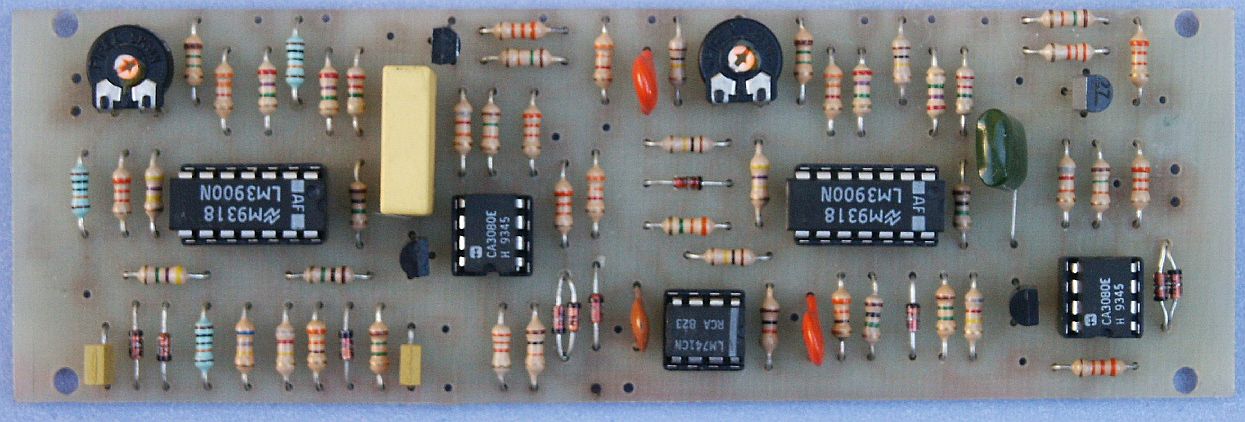 M9318 AF
LM3900N
CA3080E
H 9345
M9318 AF
LM3900N
LM741CN
RCA 823
CA3080E
H 9345